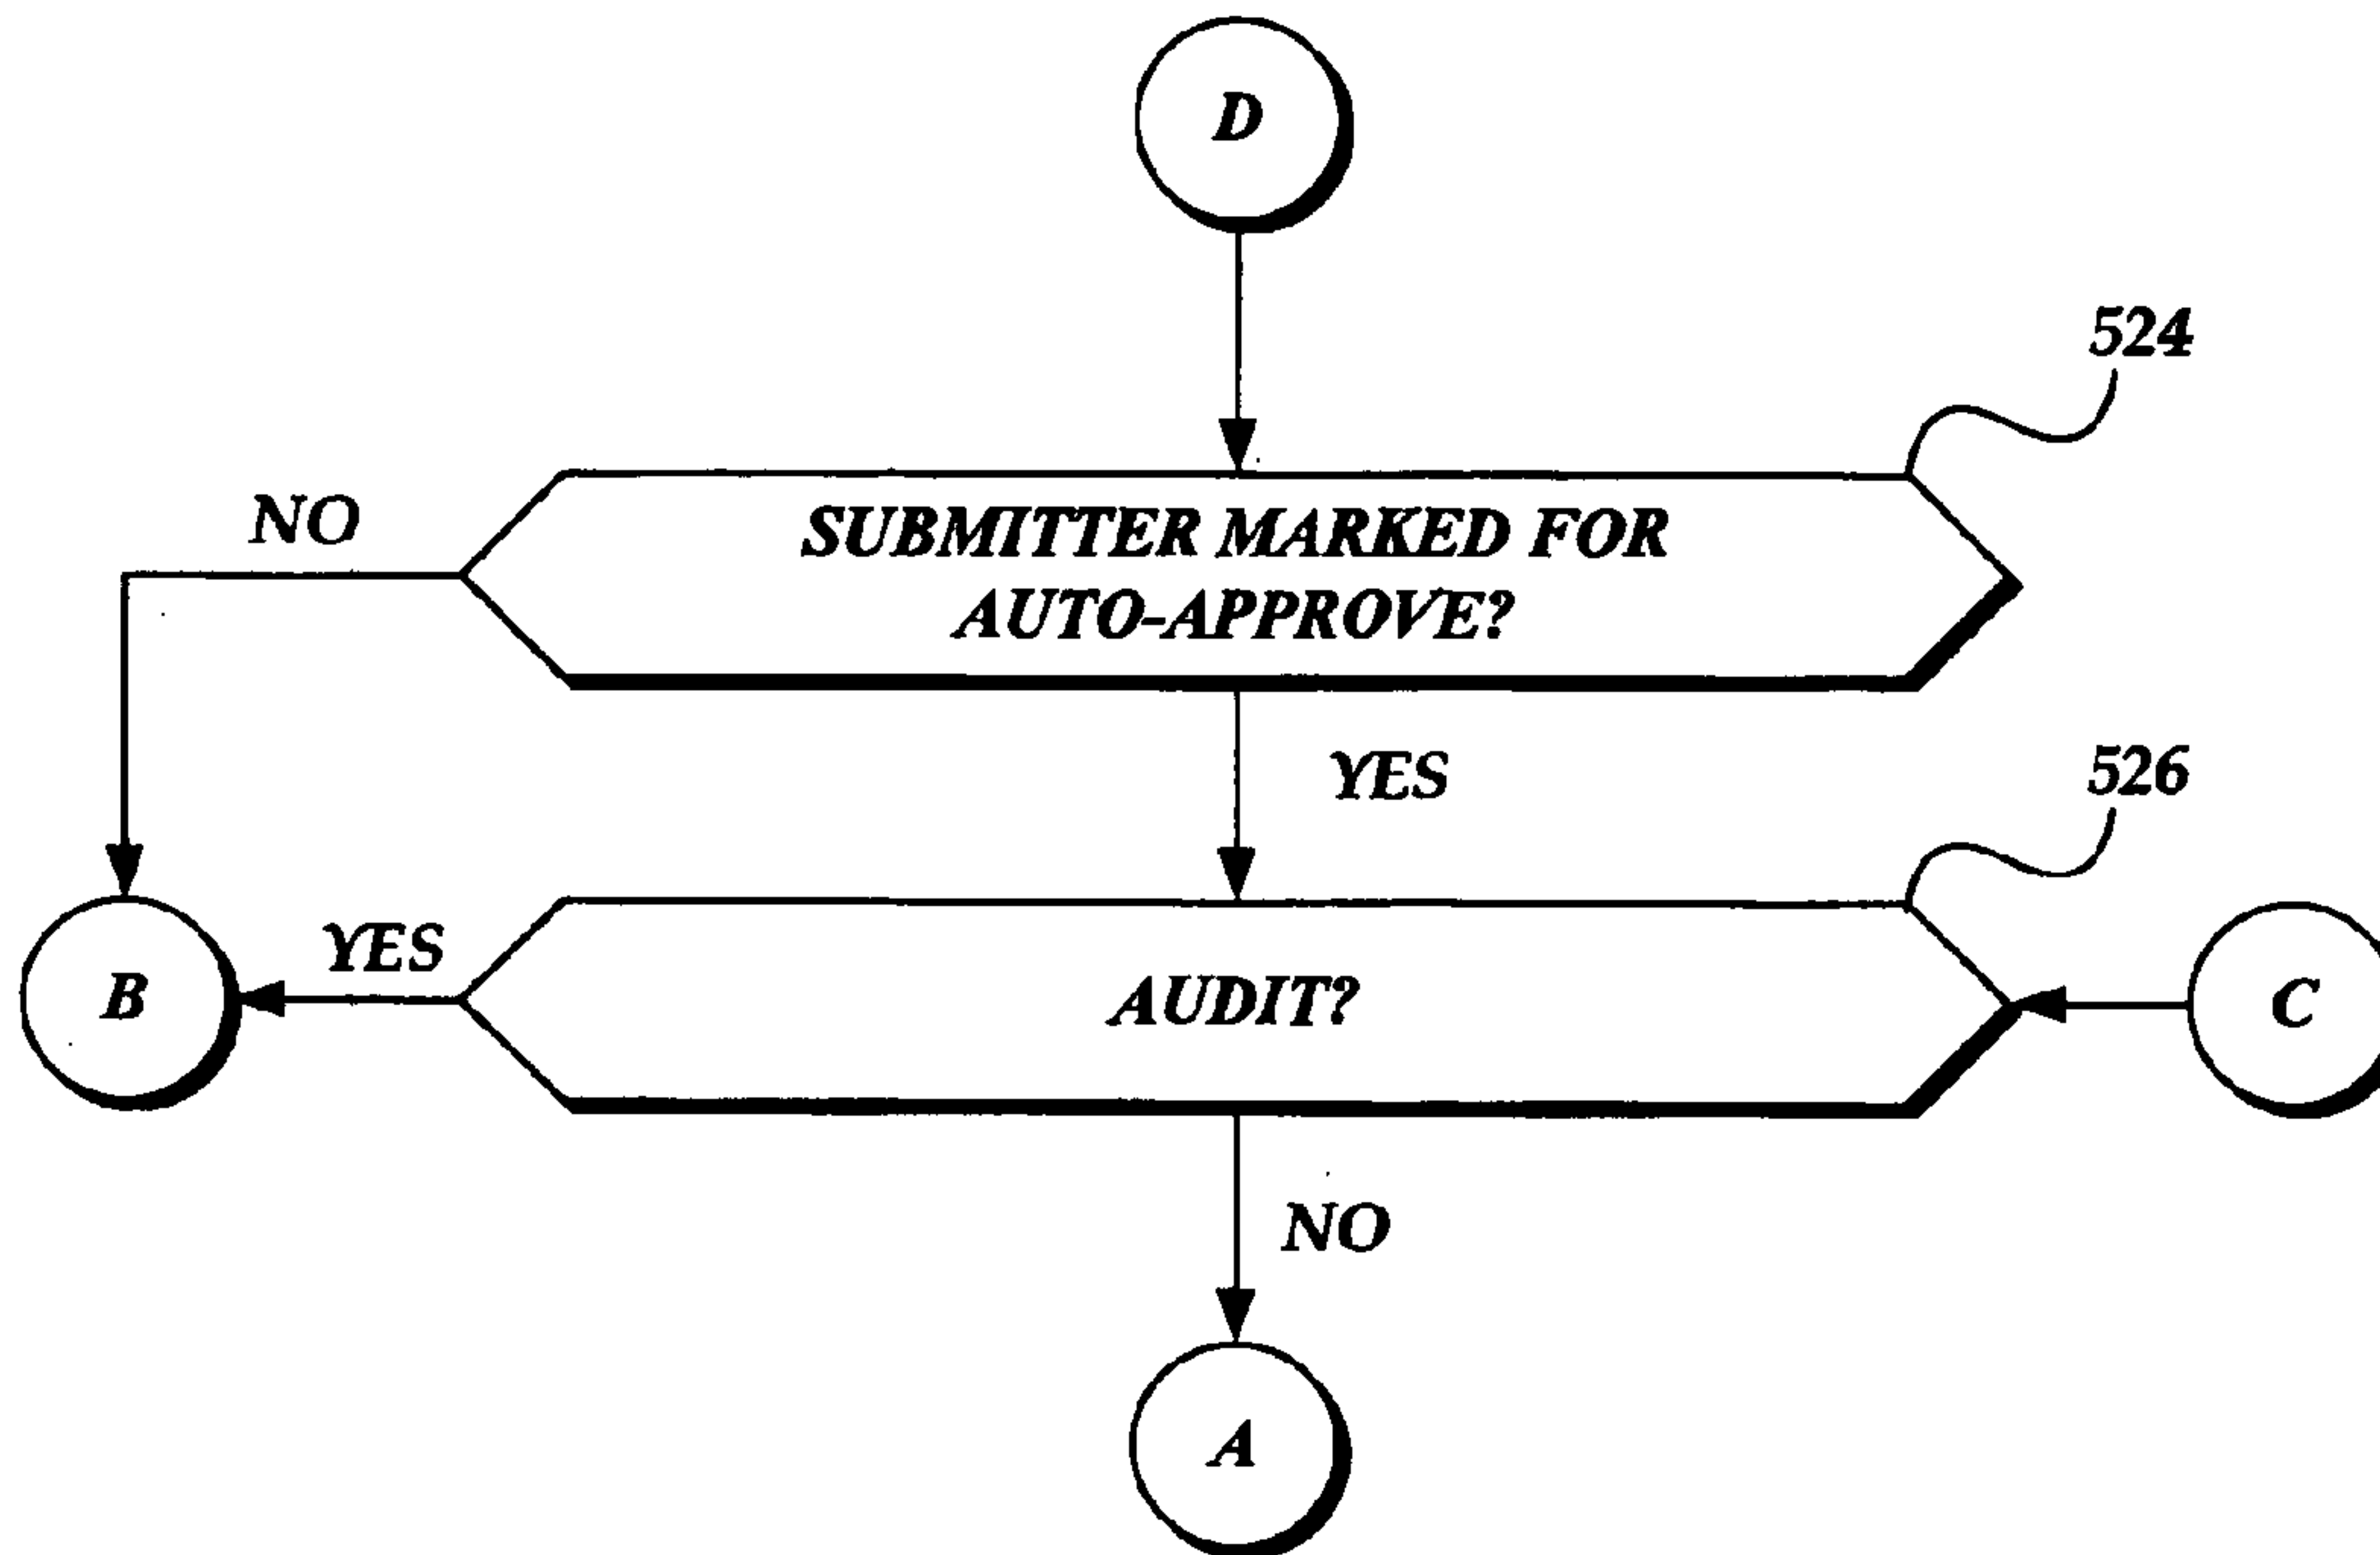 D
524
NO
SUBMITTER MARKED FOR
AUTO-APPROVE?
YES
526
B
YES
AUDIT?
C
NO
A